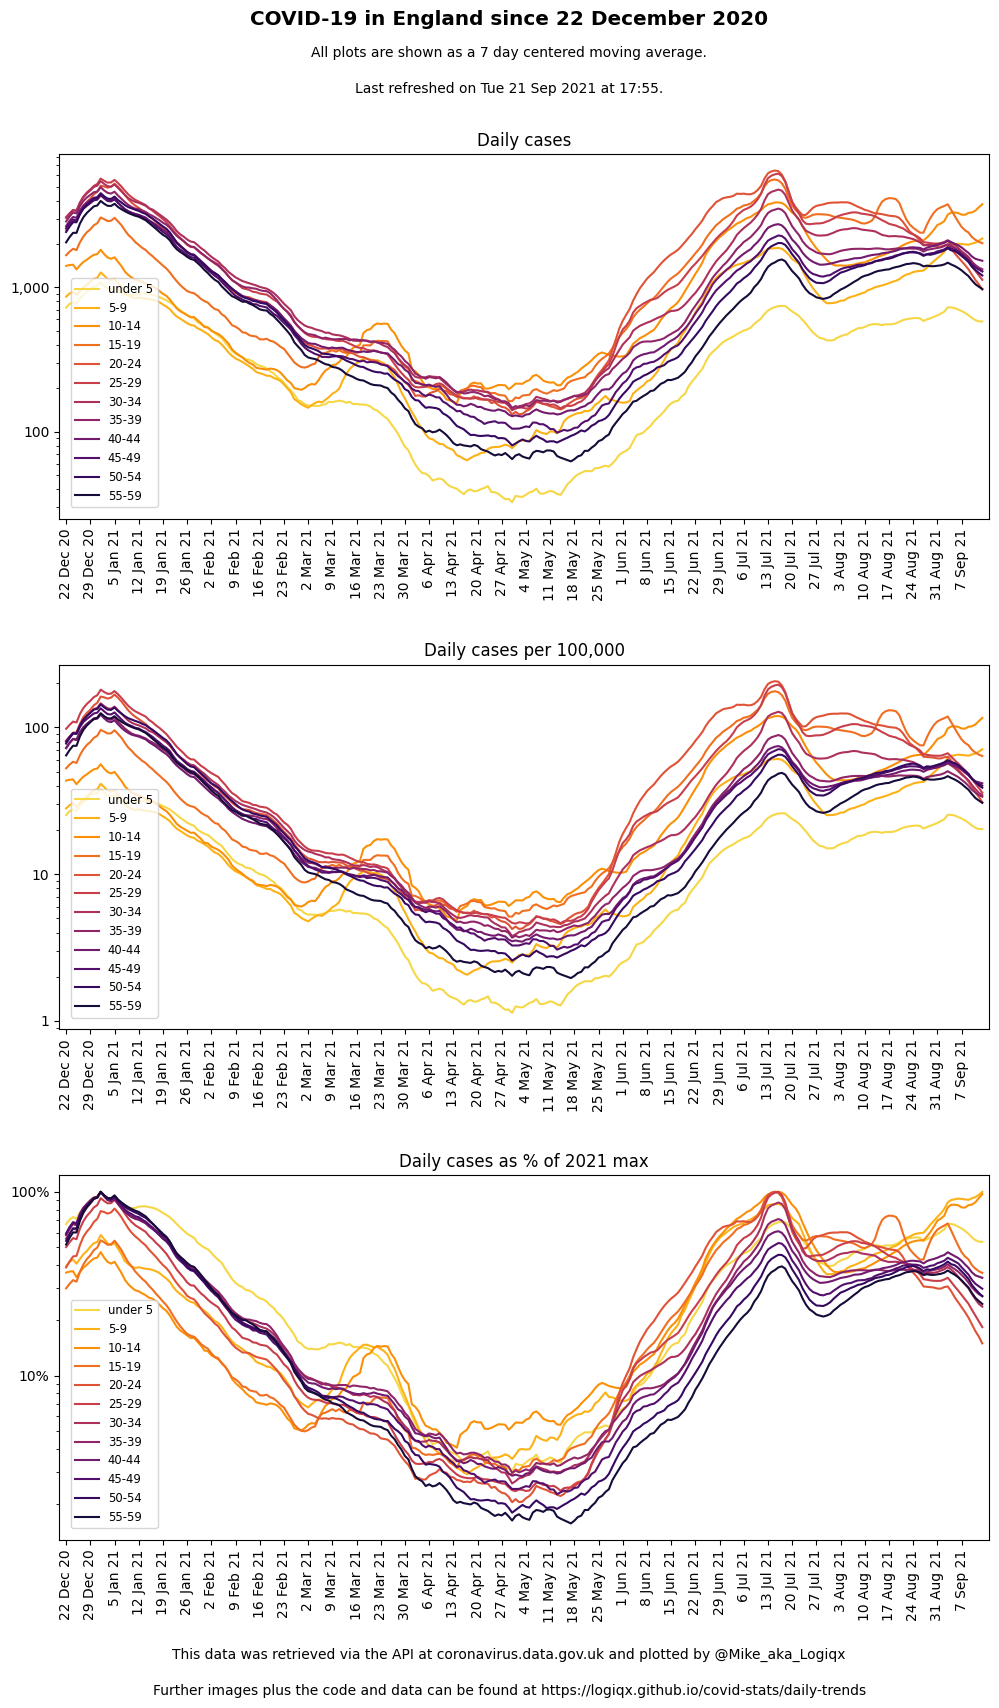 COVID-19 in England since 22 December 2020
All plots are shown as a 7 day centered moving average.
Last refreshed on Tue 21 Sep 2021 at 17:55.
Daily cases
1,000
100
under 5
5-9
10-14
15-19
20-24
25-29
30-34
35-39
40-44
45-49
50-54
55-59
22 Dec 20
29 Dec 20
5 Jan 21
12 Jan 21
19 Jan 21
26 Jan 21
2 Feb 21
9 Feb 21
16 Feb 21
23 Feb 21
2 Mar 21
9 Mar 21
16 Mar 21
23 Mar 21
30 Mar 21
6 Apr 21
13 Apr 21
20 Apr 21
27 Apr 21
4 May 21
11 May 21
18 May 21
25 May 21
1 Jun 21
8 Jun 21
15 Jun 21
22 Jun 21
29 Jun 21
6 Jul 21
13 Jul 21
20 Jul 21
27 Jul 21
3 Aug 21
10 Aug 21
17 Aug 21
24 Aug 21
31 Aug 21
7 Sep 21
Daily cases per 100,000
100
10
1
under 5
5-9
10-14
15-19
20-24
25-29
30-34
35-39
40-44
45-49
50-54
55-59
22 Dec 20
29 Dec 20
5 Jan 21
12 Jan 21
19 Jan 21
26 Jan 21
2 Feb 21
9 Feb 21
16 Feb 21
23 Feb 21
2 Mar 21
9 Mar 21
16 Mar 21
23 Mar 21
30 Mar 21
6 Apr 21
13 Apr 21
20 Apr 21
27 Apr 21
4 May 21
11 May 21
18 May 21
25 May 21
1 Jun 21
8 Jun 21
15 Jun 21
22 Jun 21
29 Jun 21
6 Jul 21
13 Jul 21
20 Jul 21
27 Jul 21
3 Aug 21
10 Aug 21
17 Aug 21
24 Aug 21
31 Aug 21
7 Sep 21
Daily cases as % of 2021 max
100%
10%
under 5
5-9
10-14
15-19
20-24
25-29
30-34
35-39
40-44
45-49
50-54
55-59
22 Dec 20
29 Dec 20
5 Jan 21
12 Jan 21
19 Jan 21
26 Jan 21
2 Feb 21
9 Feb 21
16 Feb 21
23 Feb 21
2 Mar 21
9 Mar 21
16 Mar 21
23 Mar 21
30 Mar 21
6 Apr 21
13 Apr 21
20 Apr 21
27 Apr 21
4 May 21
11 May 21
18 May 21
25 May 21
1 Jun 21
8 Jun 21
15 Jun 21
22 Jun 21
29 Jun 21
6 Jul 21
13 Jul 21
20 Jul 21
27 Jul 21
3 Aug 21
10 Aug 21
17 Aug 21
24 Aug 21
31 Aug 21
7 Sep 21
This data was retrieved via the API at coronavirus.data.gov.uk and plotted by @Mike_aka_Logiqx
Further images plus the code and data can be found at https://logiqx.github.io/covid-stats/daily-trends